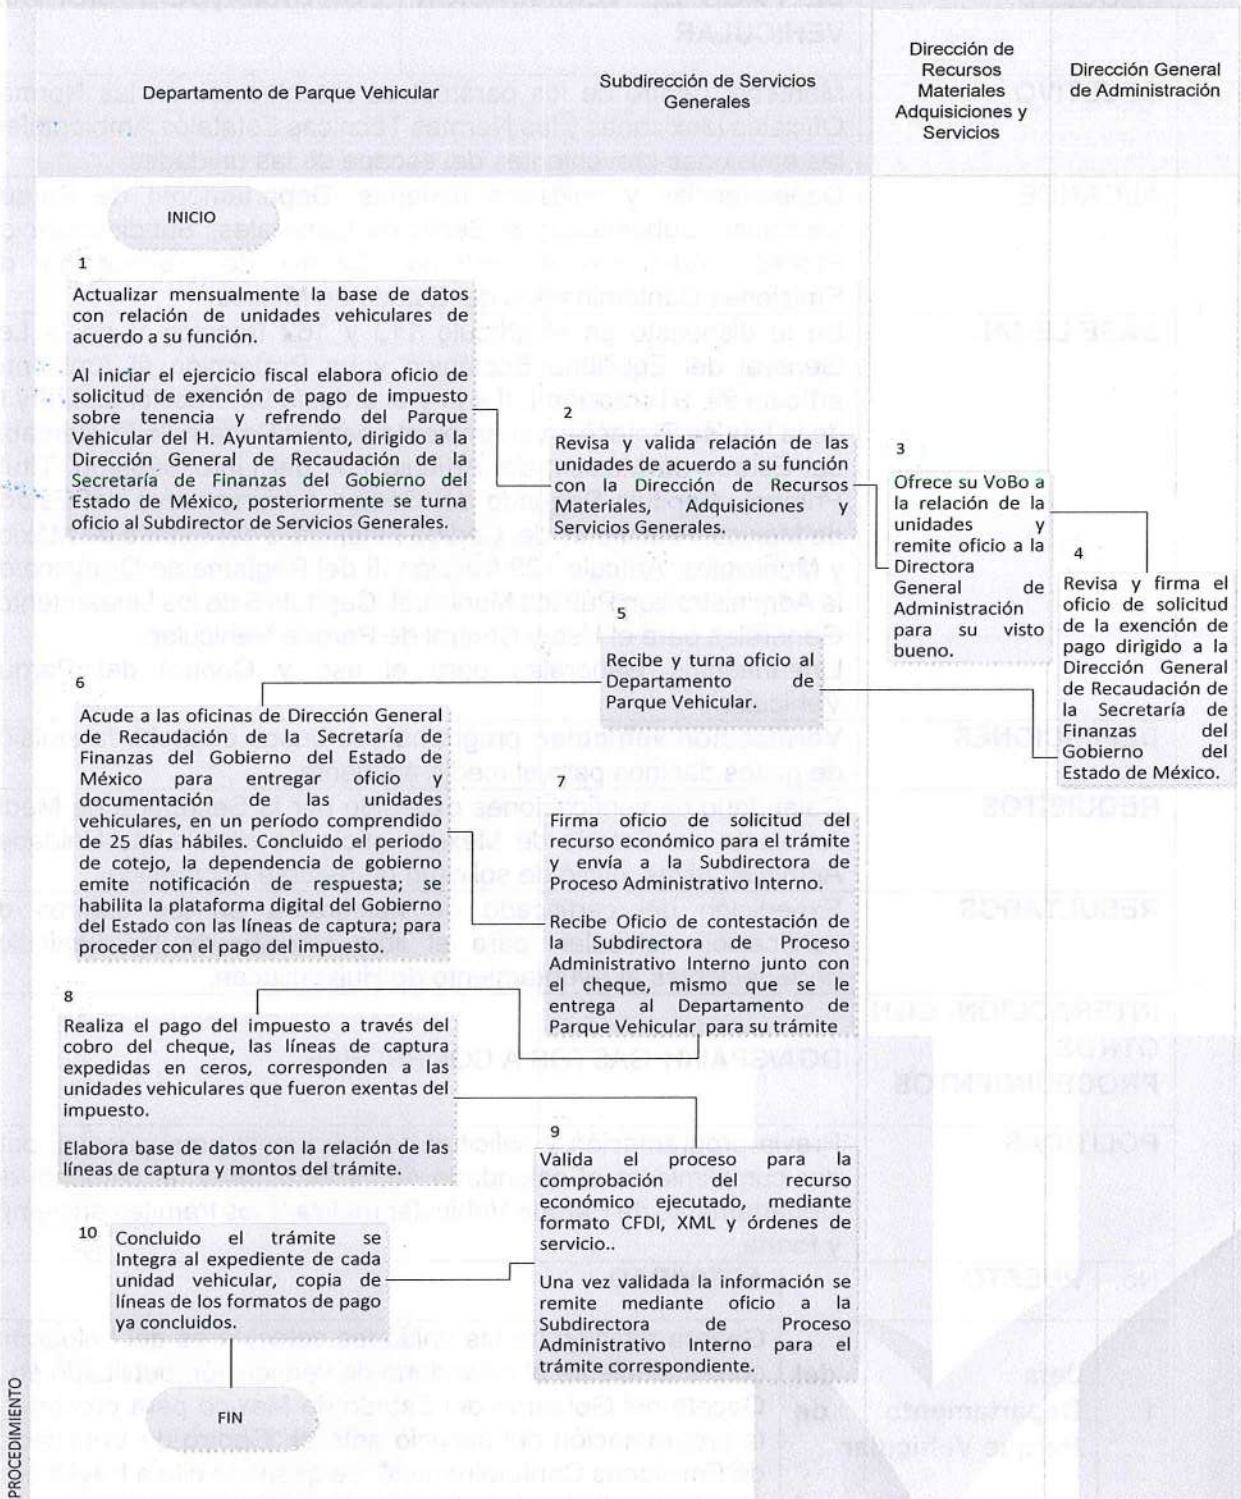 Departamento de Parque Vehicular
Subdirección de Servicios
Generales
Dirección de
Recursos
Materiales
Adquisiciones y
Servicios
Dirección General
de Administración
INICIO
1
Actualizar mensualmente la base de datos
con relación de unidades vehiculares de
acuerdo a su función.
Al iniciar el ejercicio fiscal elabora oficio de
solicitud de exención de pago de impuesto
sobre tenencia y refrendo del Parque
Vehicular del H. Ayuntamiento, dirigido a la
Dirección General de Recaudación de la
Secretaría de Finanzas del Gobierno del
Estado de México, posteriormente se turna
oficio al Subdirector de Servicios Generales.
2
Revisa y valida relación de las
unidades de acuerdo a su función
con la Dirección de Recursos
Materiales, Adquisiciones y
Servicios Generales.
3
Ofrece su VoBo a
la relación de la
unidades y
remite oficio a la
Directora
General de
Administración
para su visto
bueno.
4
Revisa y firma el
oficio de solicitud
de la exención de
pago dirigido a la
Dirección General
de Recaudación de
la Secretaría de
Finanzas del
Gobierno del
Estado de México.
5
Recibe y turna oficio al
Departamento de
Parque Vehicular.
6
Acude a las oficinas de Dirección General
de Recaudación de la Secretaría de
Finanzas del Gobierno del Estado de
México para entregar oficio y
documentación de las unidades
vehiculares, en un período comprendido
de 25 días hábiles. Concluido el periodo
de cotejo, la dependencia de gobierno
emite notificación de respuesta; se
habilita la plataforma digital del Gobierno
del Estado con las líneas de captura; para
proceder con el pago del impuesto.
7
Firma oficio de solicitud del
recurso económico para el trámite
y envía a la Subdirectora de
Proceso Administrativo Interno.
Recibe Oficio de contestación de
la Subdirectora de Proceso
Administrativo Interno junto con
el cheque, mismo que se le
entrega al Departamento de
Parque Vehicular para su trámite
8
Realiza el pago del impuesto a través del
cobro del cheque, las líneas de captura
expedidas en ceros, corresponden a las
unidades vehiculares que fueron exentas del
impuesto.
Elabora base de datos con la relación de las
líneas de captura y montos del trámite.
9
Valida el proceso para la
comprobación del recurso
económico ejecutado, mediante
formato CFDI, XML y órdenes de
servicio..
Una vez validada la información se
remite mediante oficio a la
Subdirectora de Proceso
Administrativo Interno para el
trámite correspondiente.
10
Concluido el trámite se
Integra al expediente de cada
unidad vehicular, copia de
líneas de los formatos de pago
ya concluidos.
FIN
PROCEDIMIENTO